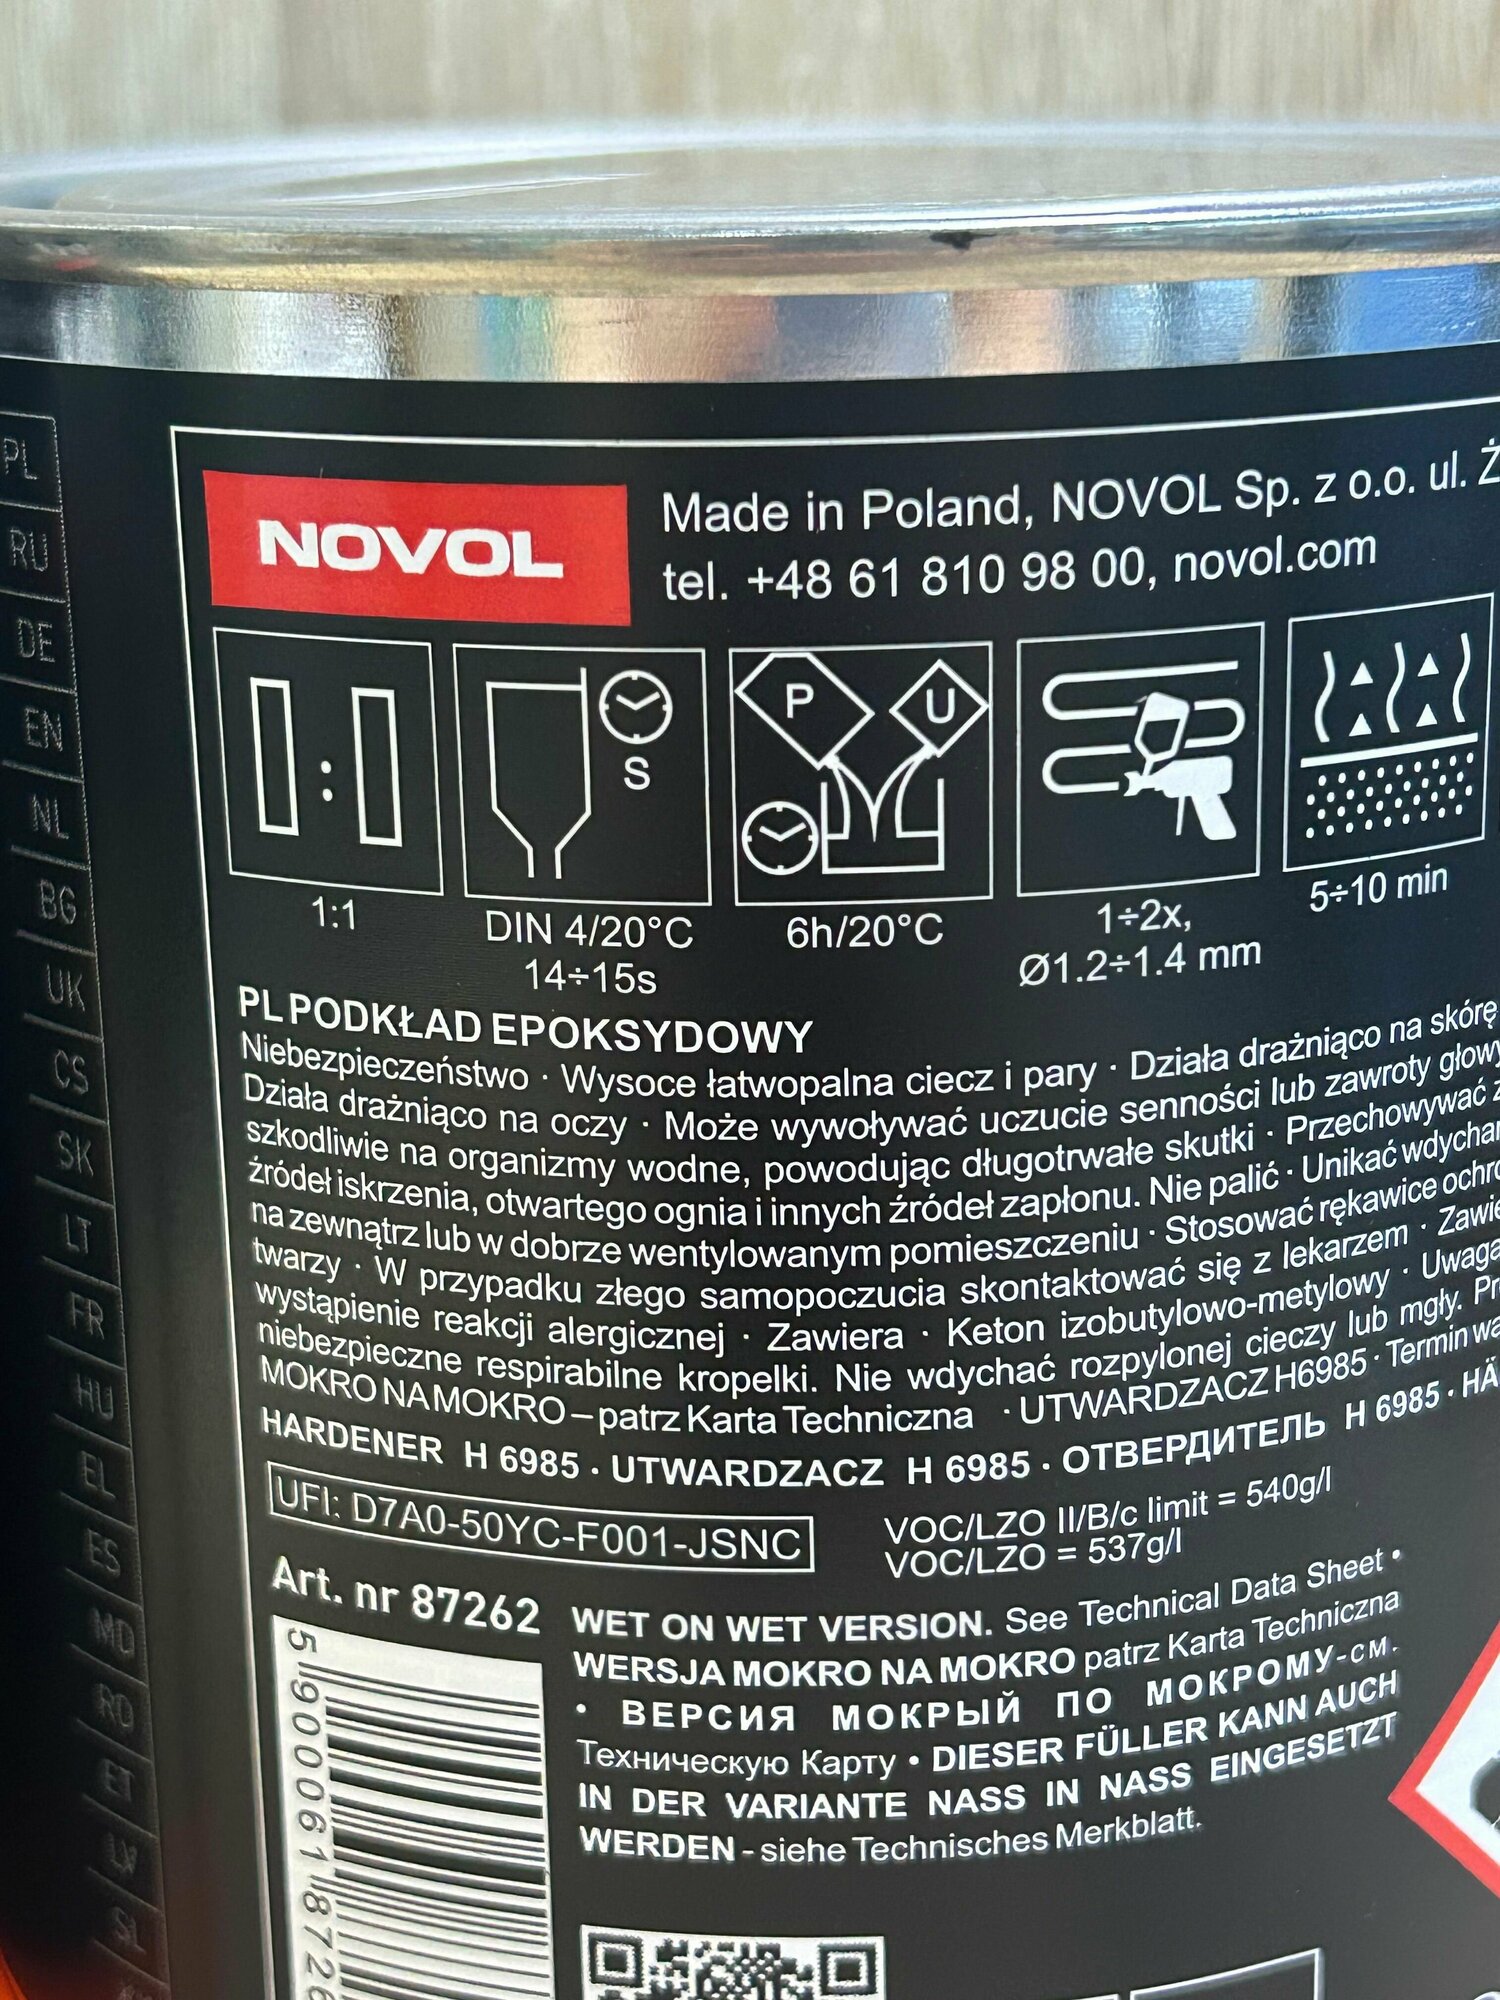 PL
RU
DE
EN
NL
BG
UK
CS
SK
LT
FR
HU
EL
ES
MD
RO
ET
LV
SL
NOVOL
Made in Poland, NOVOL Sp. z o.o. ul.
tel. +48 61 810 98 00, novol.com
:
S
P
U
1:1
DIN 4/20°C
14÷15s
6h/20°C
1÷2x,
Ø1.2÷1.4 mm
5÷10 min
PL PODKŁAD EPOKSYDOWY
Niebezpieczeństwo · Wysoce łatwopalna ciecz i pary · Działa drażniąco na skórę
Działa drażniąco na oczy · Może wywoływać uczucie senności lub zawroty głowy
szkodliwie na organizmy wodne, powodując długotrwałe skutki · Przechowywać z
źródeł iskrzenia, otwartego ognia i innych źródeł zapłonu. Nie palić · Unikać
na zewnątrz lub w dobrze wentylowanym pomieszczeniu · Stosować rękawice
twarzy · W przypadku złego samopoczucia skontaktować się z lekarzem ·
wystąpienie reakcji alergicznej · Zawiera · Keton izobutylowo-metylowy · Uwaga
niebezpieczne respirabilne kropelki. Nie wdychać rozpylonej cieczy lub mgły.
MOKRO NA MOKRO – patrz Karta Techniczna · UTWARDZACZ H6985 · Termin
HARDENER H 6985 · UTWARDZACZ H 6985 · ОТВЕРДИТЕЛЬ H 6985 ·
UFI: D7A0-50YC-F001-JSNC
VOC/LZO II/B/c limit = 540g/l
VOC/LZO = 537g/l
Art. nr 87262
WET ON WET VERSION. See Technical Data Sheet •
WERSJA MOKRO NA MOKRO patrz Karta Techniczna
• ВЕРСИЯ МОКРЫЙ ПО МОКРОМУ-см.
Техническую Карту • DIESER FÜLLER KANN AUCH
IN DER VARIANTE NASS IN NASS EINGESETZT
WERDEN - siehe Technisches Merkblatt.
5 900061 8726